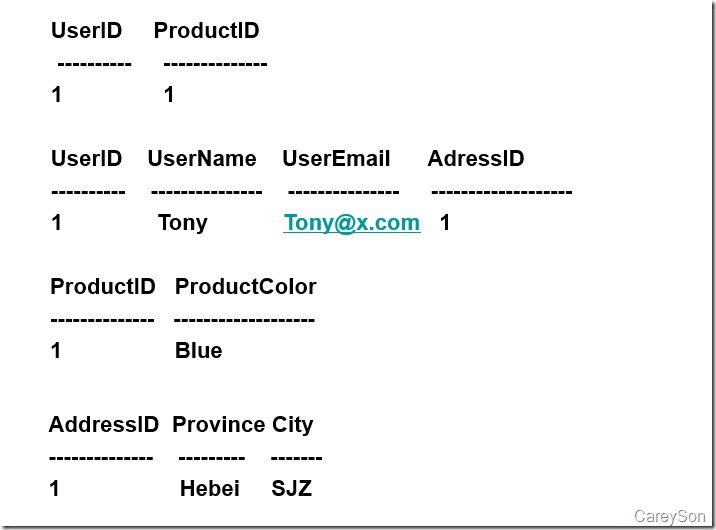 UserID ProductID
---------- --------------
1 1
UserID UserName UserEmail AdressID
---------- --------------- --------------- -------------------
1 Tony Tony@x.com 1
ProductID ProductColor
-------------- -------------------
1 Blue
AddressID Province City
-------------- --------- -------
1 Hebei SJZ
CareySon